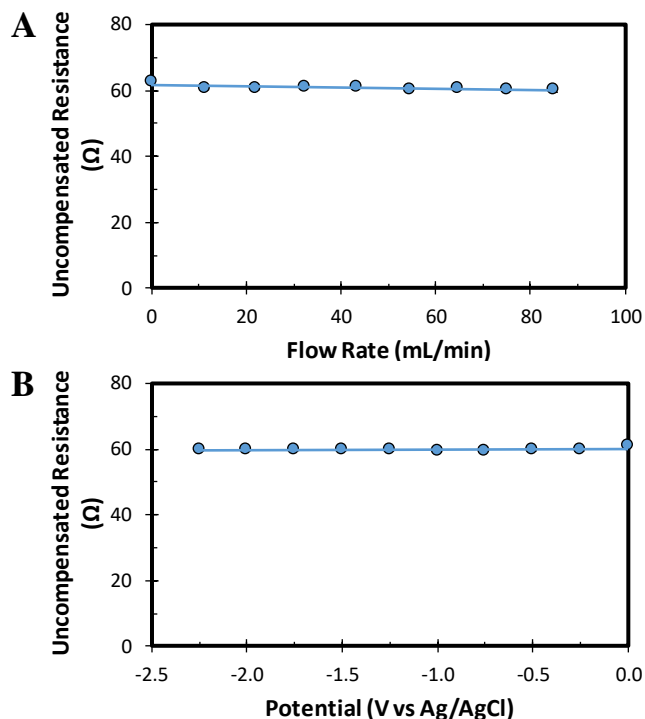 A
Uncompensated Resistance
(Ω)
80
60
40
20
0
0 20 40 60 80 100
Flow Rate (mL/min)
B
Uncompensated Resistance
(Ω)
80
60
40
20
0
-2.5 -2.0 -1.5 -1.0 -0.5 0.0
Potential (V vs Ag/AgCl)